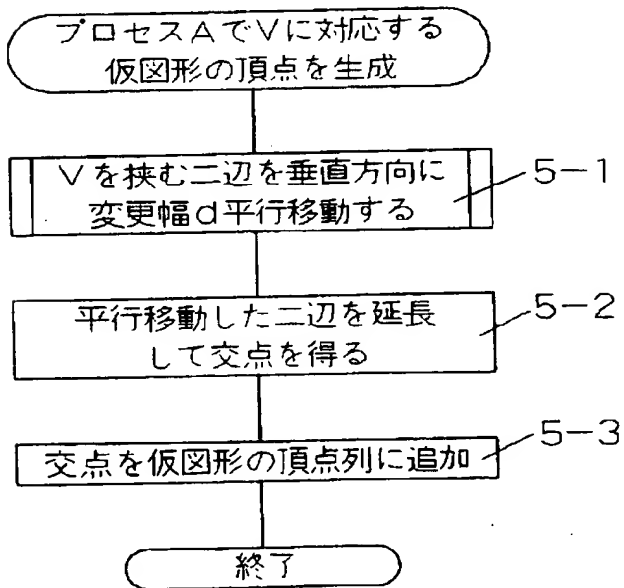 プロセスAでVに対応する
仮図形の頂点を生成
Vを挟む二辺を垂直方向に
変更幅d平行移動する
5-1
平行移動した二辺を延長
して交点を得る
5-2
交点を仮図形の頂点列に追加
5-3
終了